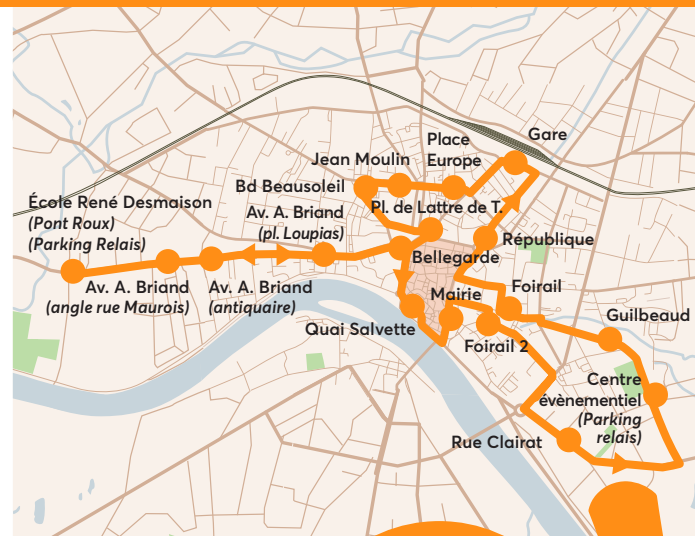 Gare
Place
Europe
Jean Moulin
Bd Beausoleil
Pl. de Lattre de T.
École René Desmaison
(Pont Roux)
(Parking Relais)
Av. A. Briand
(pl. Loupias)
République
Bellegarde
Av. A. Briand
(angle rue Maurois)
Av. A. Briand
(antiquaire)
Mairie
Foirail
Quai Salvette
Foirail 2
Guilbeaud
Centre
évènementiel
(Parking
relais)
Rue Clairat